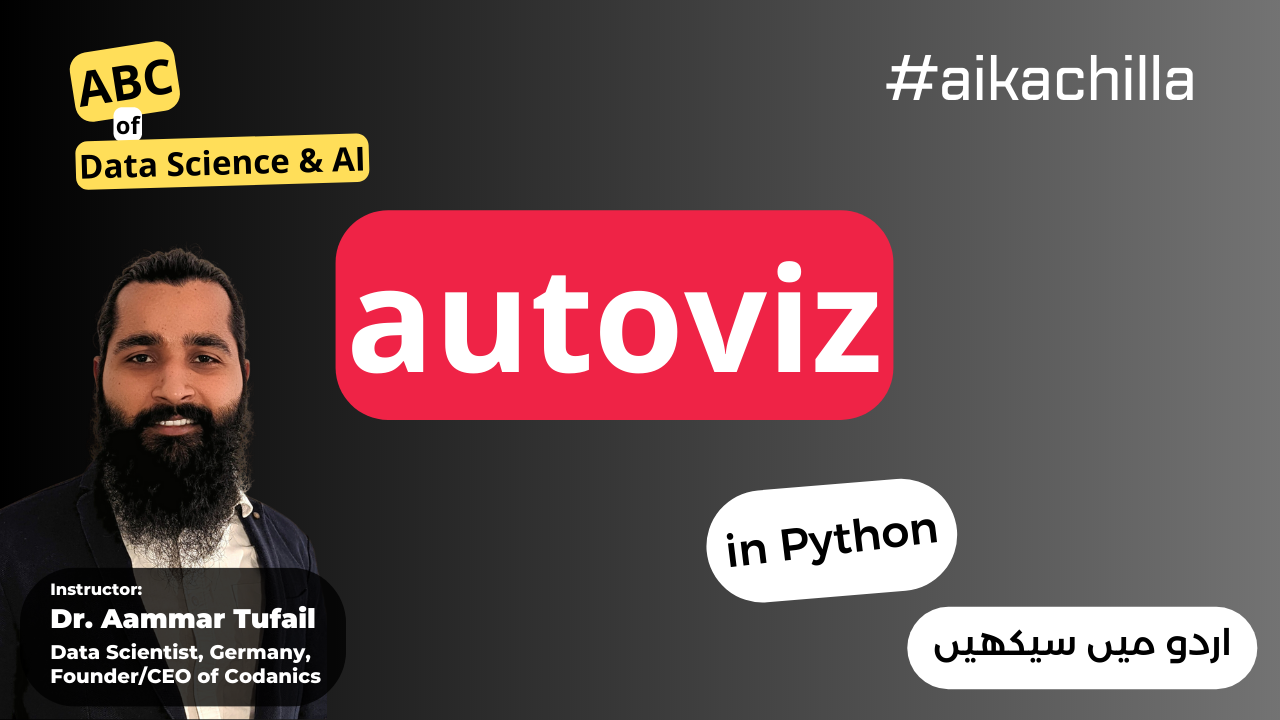 ABC
of
Data Science & AI
#aikachilla
autoviz
in Python
اردو میں سیکھیں
Instructor:
Dr. Aammar Tufail
Data Scientist, Germany,
Founder/CEO of Codanics